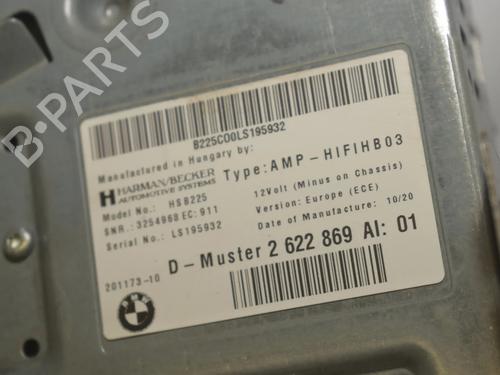 B225CO0LS195932
Manufactured in Hungary by:
HARMAN/BECKER
AUTOMOTIVE SYSTEMS
Type: AMP-HIFIHB03
Model No.: HSB225
SNR.: 3254968 EC: 911
Serial No.: LS195932
12Volt (Minus on Chassis)
Version: Europe (ECE)
Date of Manufacture: 10/20
D-Muster 2 622 869 AI: 01
201173-10
BMW
B-PARTS